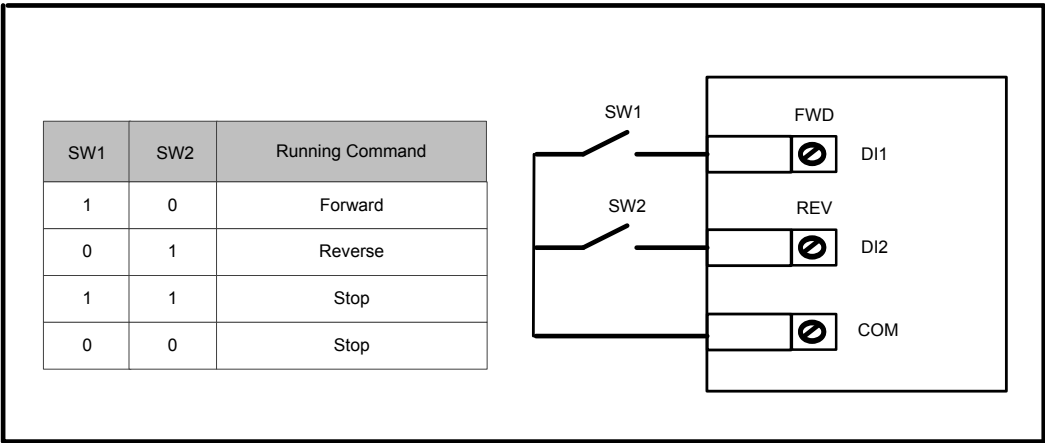 SW1 SW2 Running Command
1 0 Forward
0 1 Reverse
1 1 Stop
0 0 Stop
SW1
FWD
DI1
SW2
REV
DI2
COM